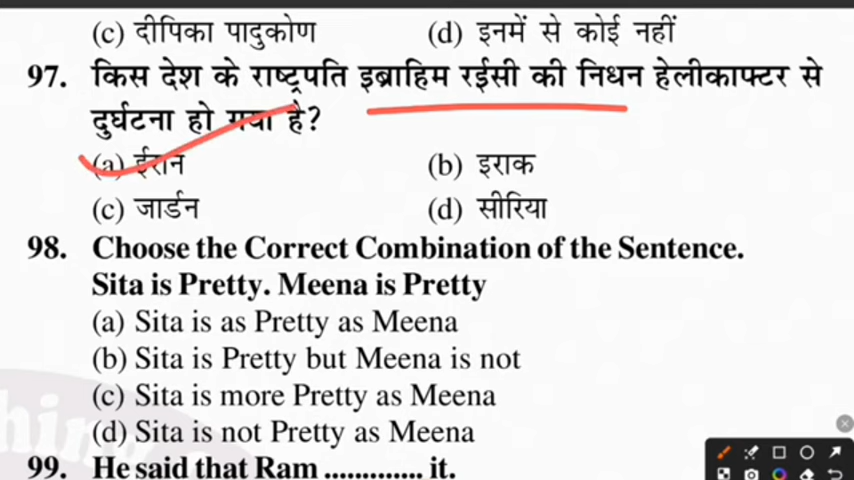 (c) दीपिका पादुकोण (d) इनमें से कोई नहीं
97. किस देश के राष्ट्रपति इब्राहिम रईसी की निधन हेलीकाफ्टर से
दुर्घटना हो गया है?
(a) ईरान (b) इराक
(c) जार्डन (d) सीरिया
98. Choose the Correct Combination of the Sentence.
Sita is Pretty. Meena is Pretty
(a) Sita is as Pretty as Meena
(b) Sita is Pretty but Meena is not
(c) Sita is more Pretty as Meena
(d) Sita is not Pretty as Meena
99. He said that Ram ............. it.